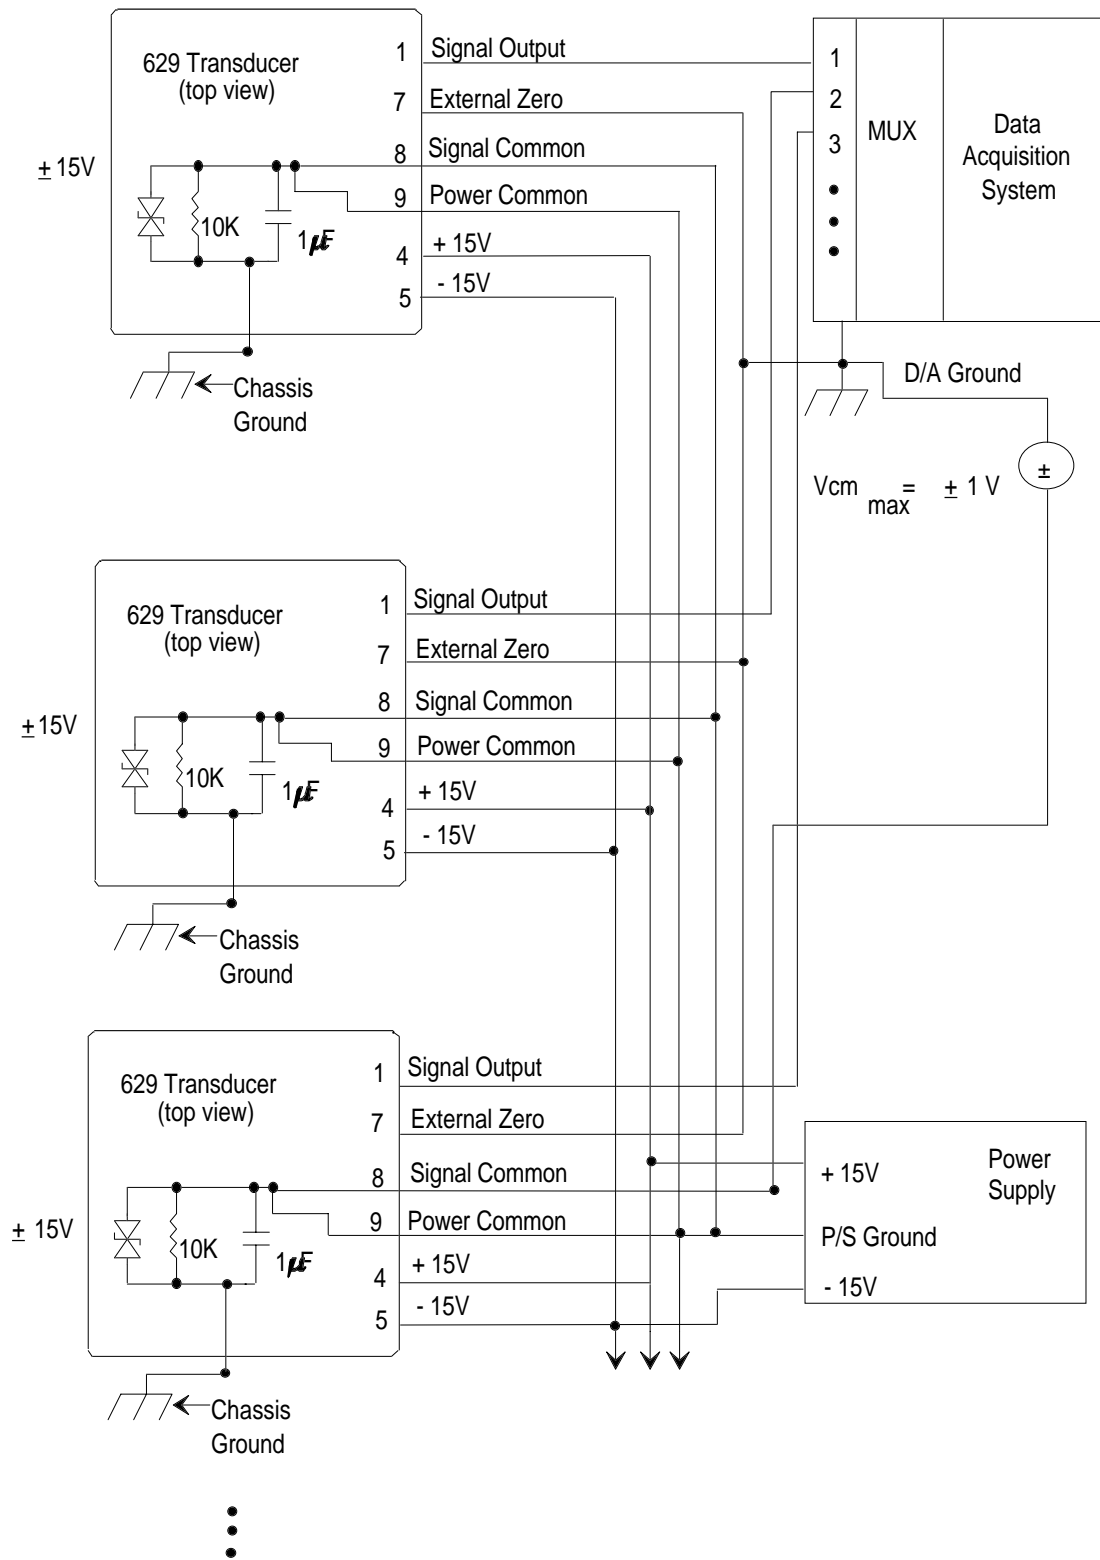 629 Transducer
(top view)
± 15V
10K
1µF
1 Signal Output
7 External Zero
8 Signal Common
9 Power Common
4 + 15V
5 - 15V
Chassis
Ground
1
2
3
MUX
Data
Acquisition
System
D/A Ground
Vcm max = ± 1 V
±
629 Transducer
(top view)
± 15V
10K
1µF
1 Signal Output
7 External Zero
8 Signal Common
9 Power Common
4 + 15V
5 - 15V
Chassis
Ground
629 Transducer
(top view)
± 15V
10K
1µF
1 Signal Output
7 External Zero
8 Signal Common
9 Power Common
4 + 15V
5 - 15V
Chassis
Ground
Power
Supply
+ 15V
P/S Ground
- 15V